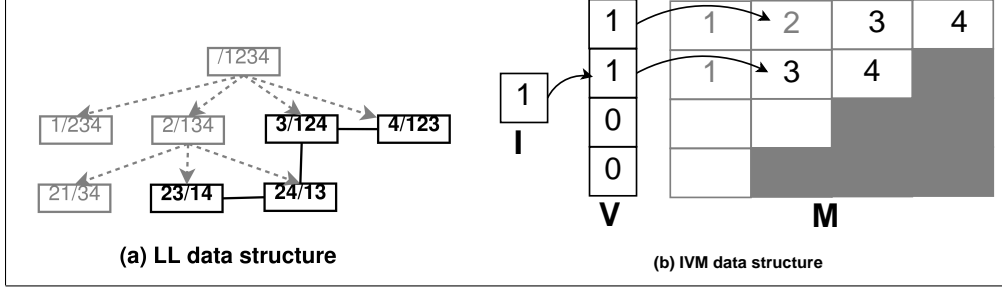 /1234
1/234
2/134
3/124
4/123
21/34
23/14
24/13
(a) LL data structure
1
I
1
1
0
0
V
1 2 3 4
1 3 4
M
(b) IVM data structure